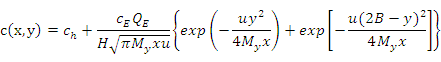 c(x,y) = c_h + \frac{c_E Q_E}{H\sqrt{\pi M_y x u}} \left\{ exp\left(-\frac{uy^2}{4M_y x}\right) + exp\left[-\frac{u(2B-y)^2}{4M_y x}\right] \right\}